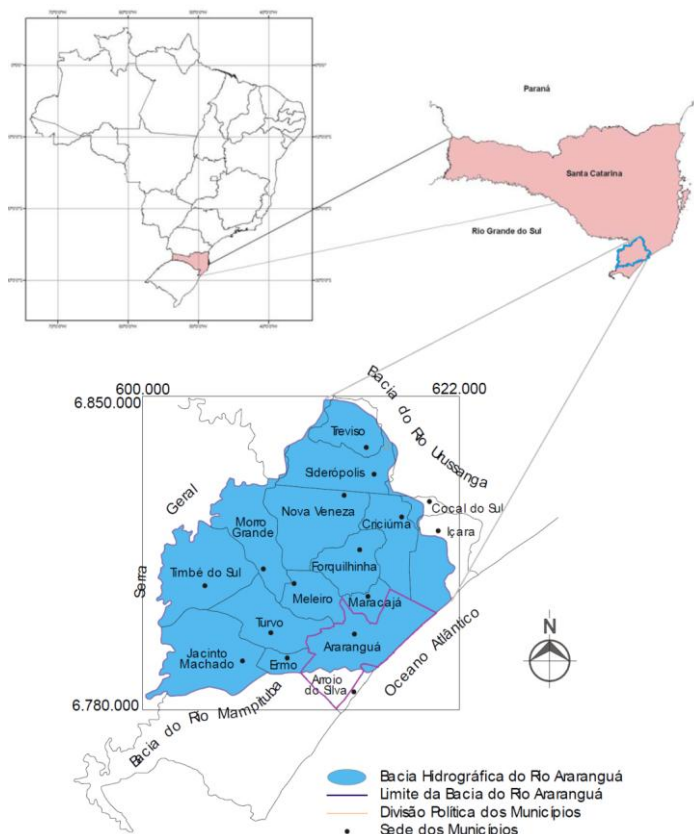 Paraná
Santa Catarina
Rio Grande do Sul
600.000
622.000
6.850.000
Bacia do Rio Urussanga
Treviso
Siderópolis
Geral
Nova Veneza
Cocal do Sul
Morro
Grande
Criciúma
Içara
Forquilhinha
Timbé do Sul
Serra
Meleiro
Maracajá
Turvo
Araranguá
Oceano Atlântico
N
Jacinto
Machado
Ermo
Arroio
do Silva
6.780.000
Bacia do Rio Mampituba
Bacia Hidrográfica do Rio Araranguá
Limite da Bacia do Rio Araranguá
Divisão Política dos Municípios
Sede dos Municípios